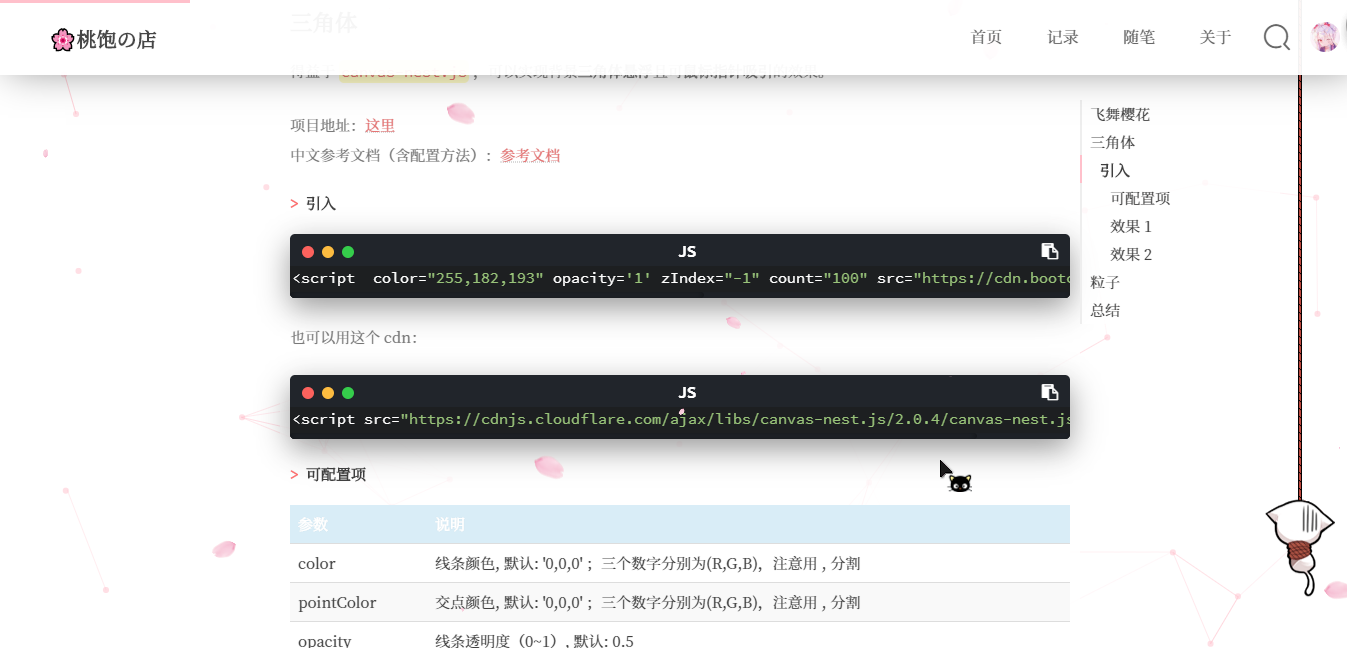 桃饱の店
首页
记录
随笔
关于
三角体
得益于 canvas-nest.js ，可以实现背景三角体悬浮且可鼠标指针吸引的效果。
项目地址：这里
中文参考文档（含配置方法）：参考文档
> 引入
JS
<script  color="255,182,193" opacity='1' zIndex="-1" count="100" src="https://cdn.bootc
也可以用这个 cdn：
JS
<script src="https://cdnjs.cloudflare.com/ajax/libs/canvas-nest.js/2.0.4/canvas-nest.js
> 可配置项
参数 说明
color 线条颜色, 默认: '0,0,0' ；三个数字分别为(R,G,B)，注意用 , 分割
pointColor 交点颜色, 默认: '0,0,0' ；三个数字分别为(R,G,B)，注意用 , 分割
opacity 线条透明度（0~1）, 默认: 0.5
飞舞樱花
三角体
引入
可配置项
效果 1
效果 2
粒子
总结